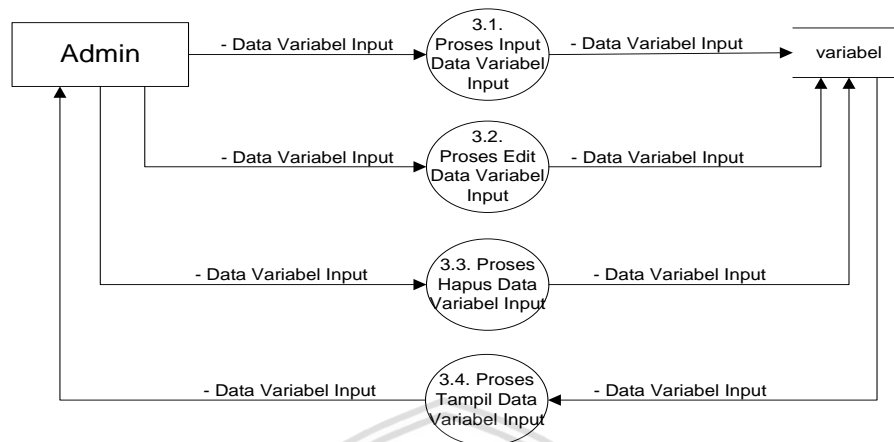 3.1.
Proses Input
Data Variabel
Input
Admin
- Data Variabel Input
- Data Variabel Input
variabel
3.2.
Proses Edit
Data Variabel
Input
- Data Variabel Input
- Data Variabel Input
3.3. Proses
Hapus Data
Variabel Input
- Data Variabel Input
- Data Variabel Input
3.4. Proses
Tampil Data
Variabel Input
- Data Variabel Input
- Data Variabel Input